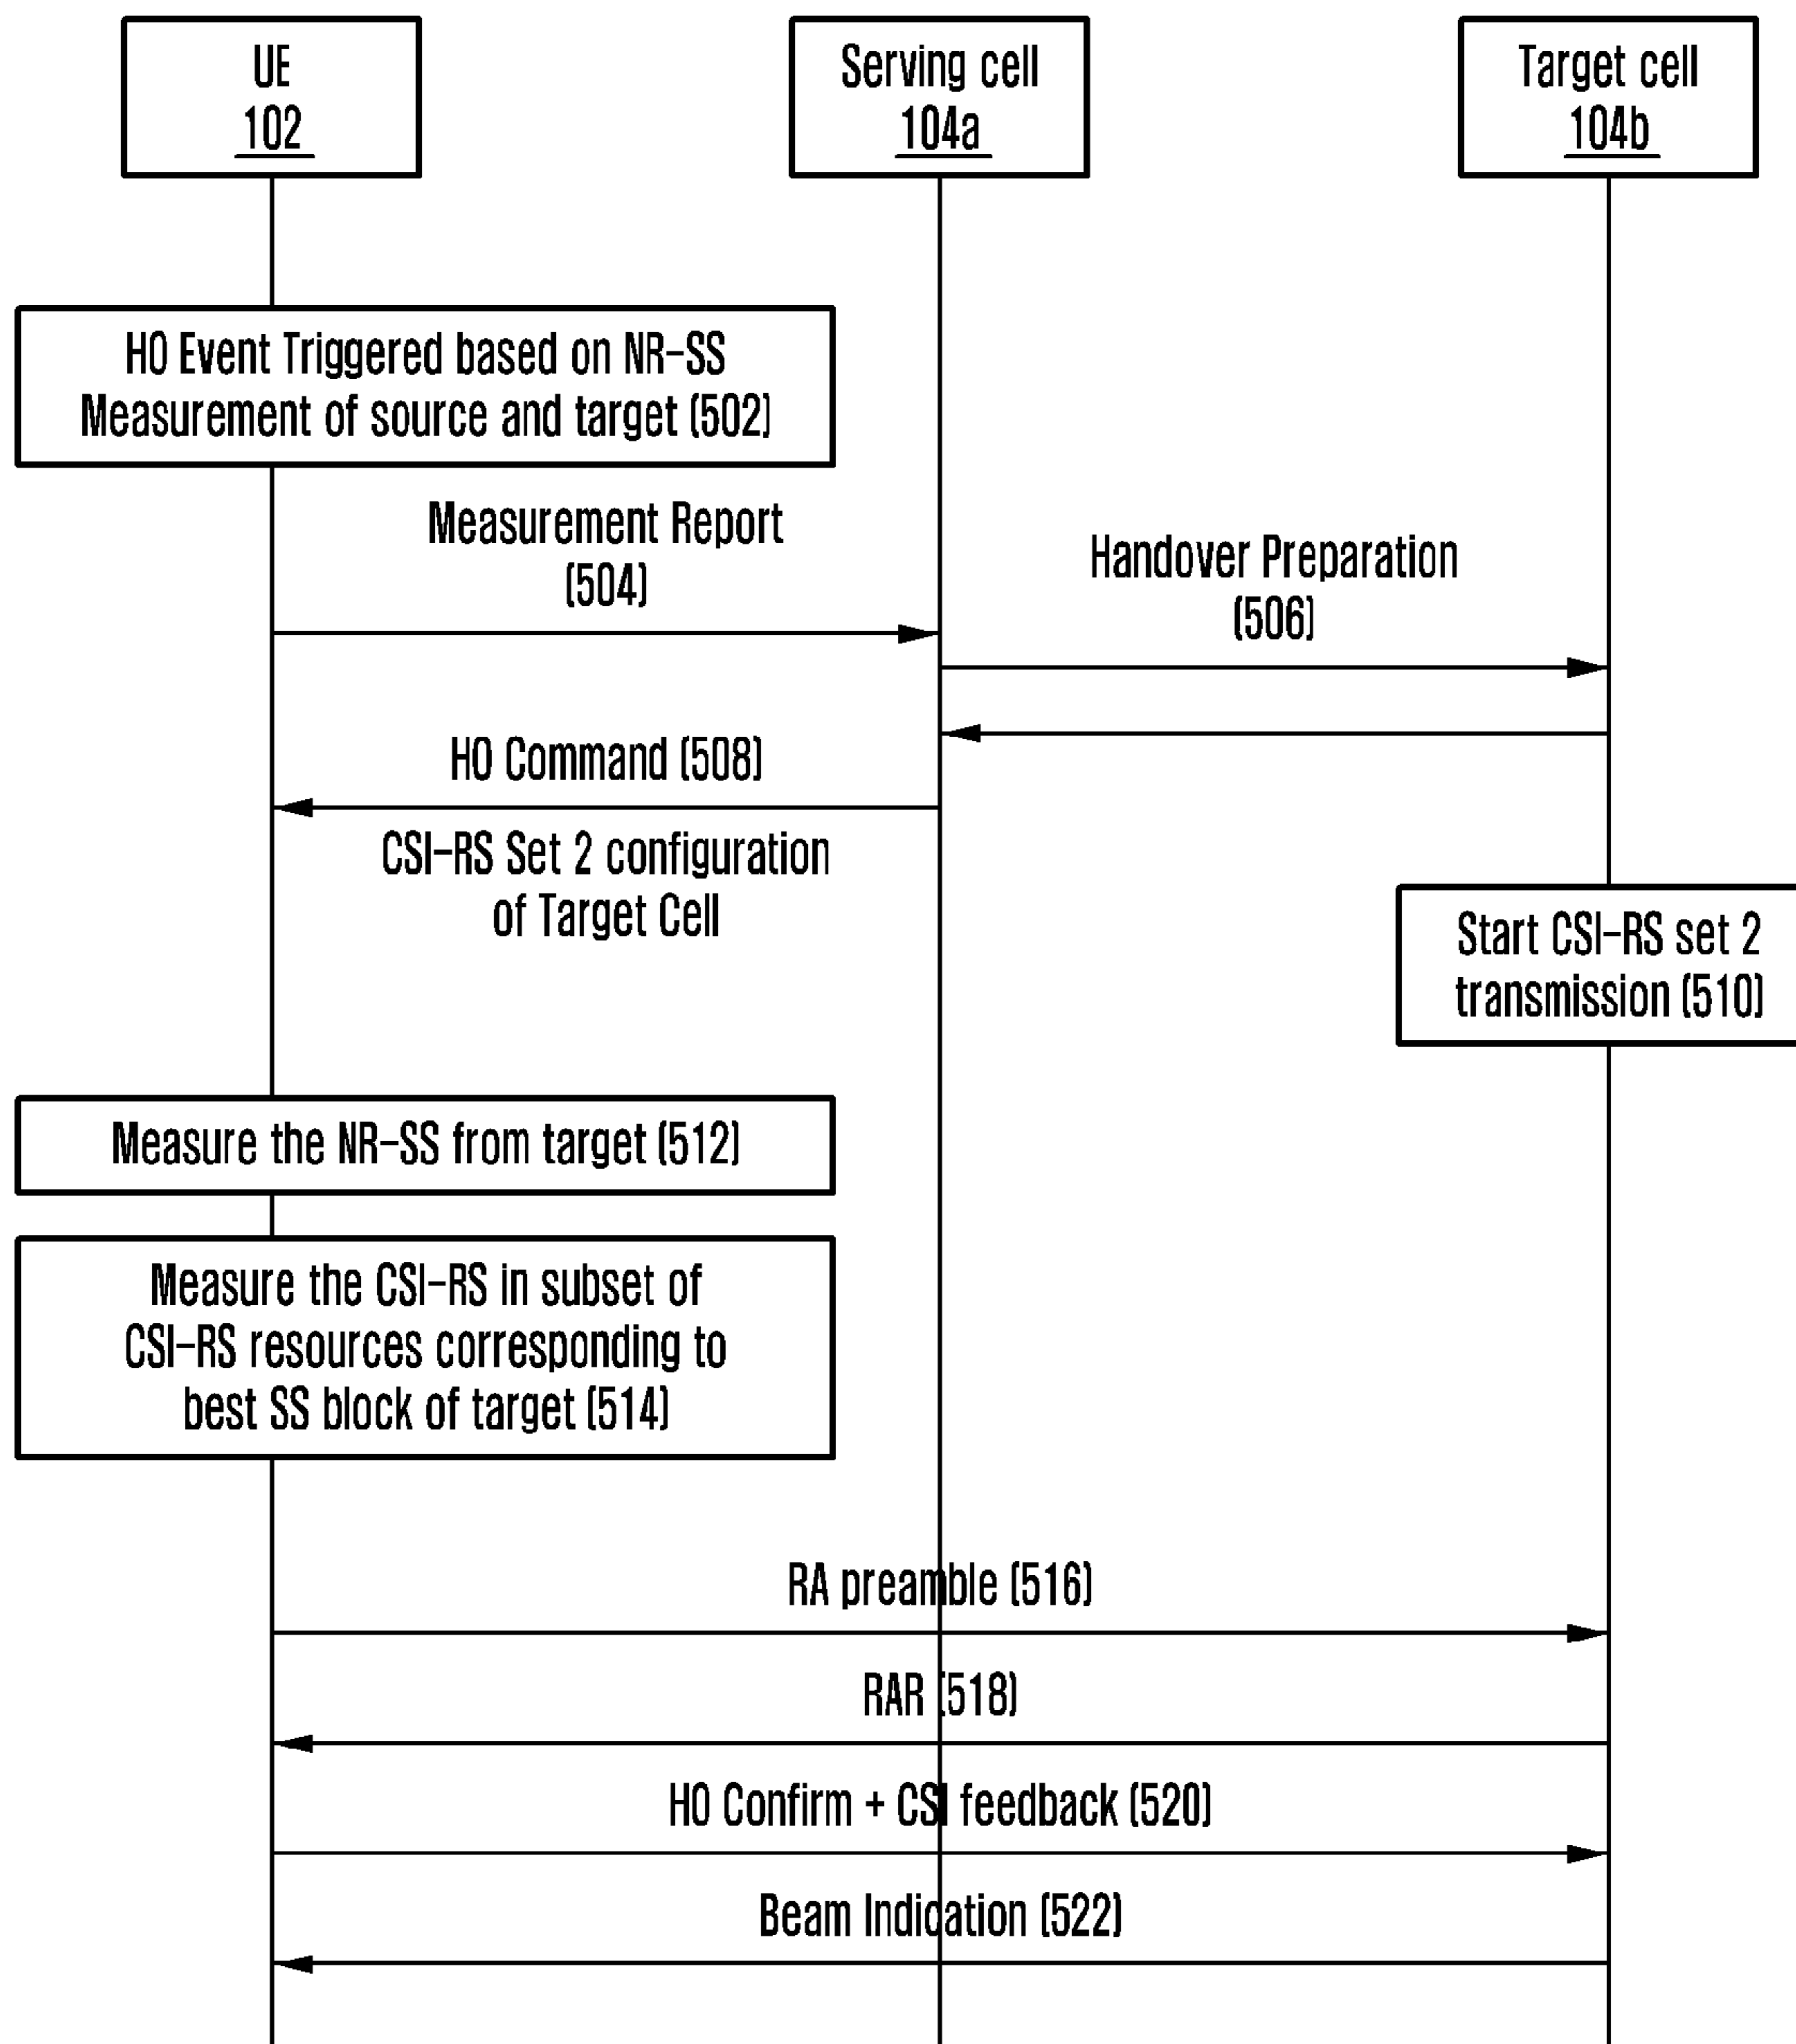 UE
102
Serving cell
104a
Target cell
104b
HO Event Triggered based on NR-SS
Measurement of source and target (502)
Measurement Report
(504)
Handover Preparation
(506)
HO Command (508)
CSI-RS Set 2 configuration
of Target Cell
Start CSI-RS set 2
transmission (510)
Measure the NR-SS from target (512)
Measure the CSI-RS in subset of
CSI-RS resources corresponding to
best SS block of target (514)
RA preamble (516)
RAR (518)
HO Confirm + CSI feedback (520)
Beam Indication (522)